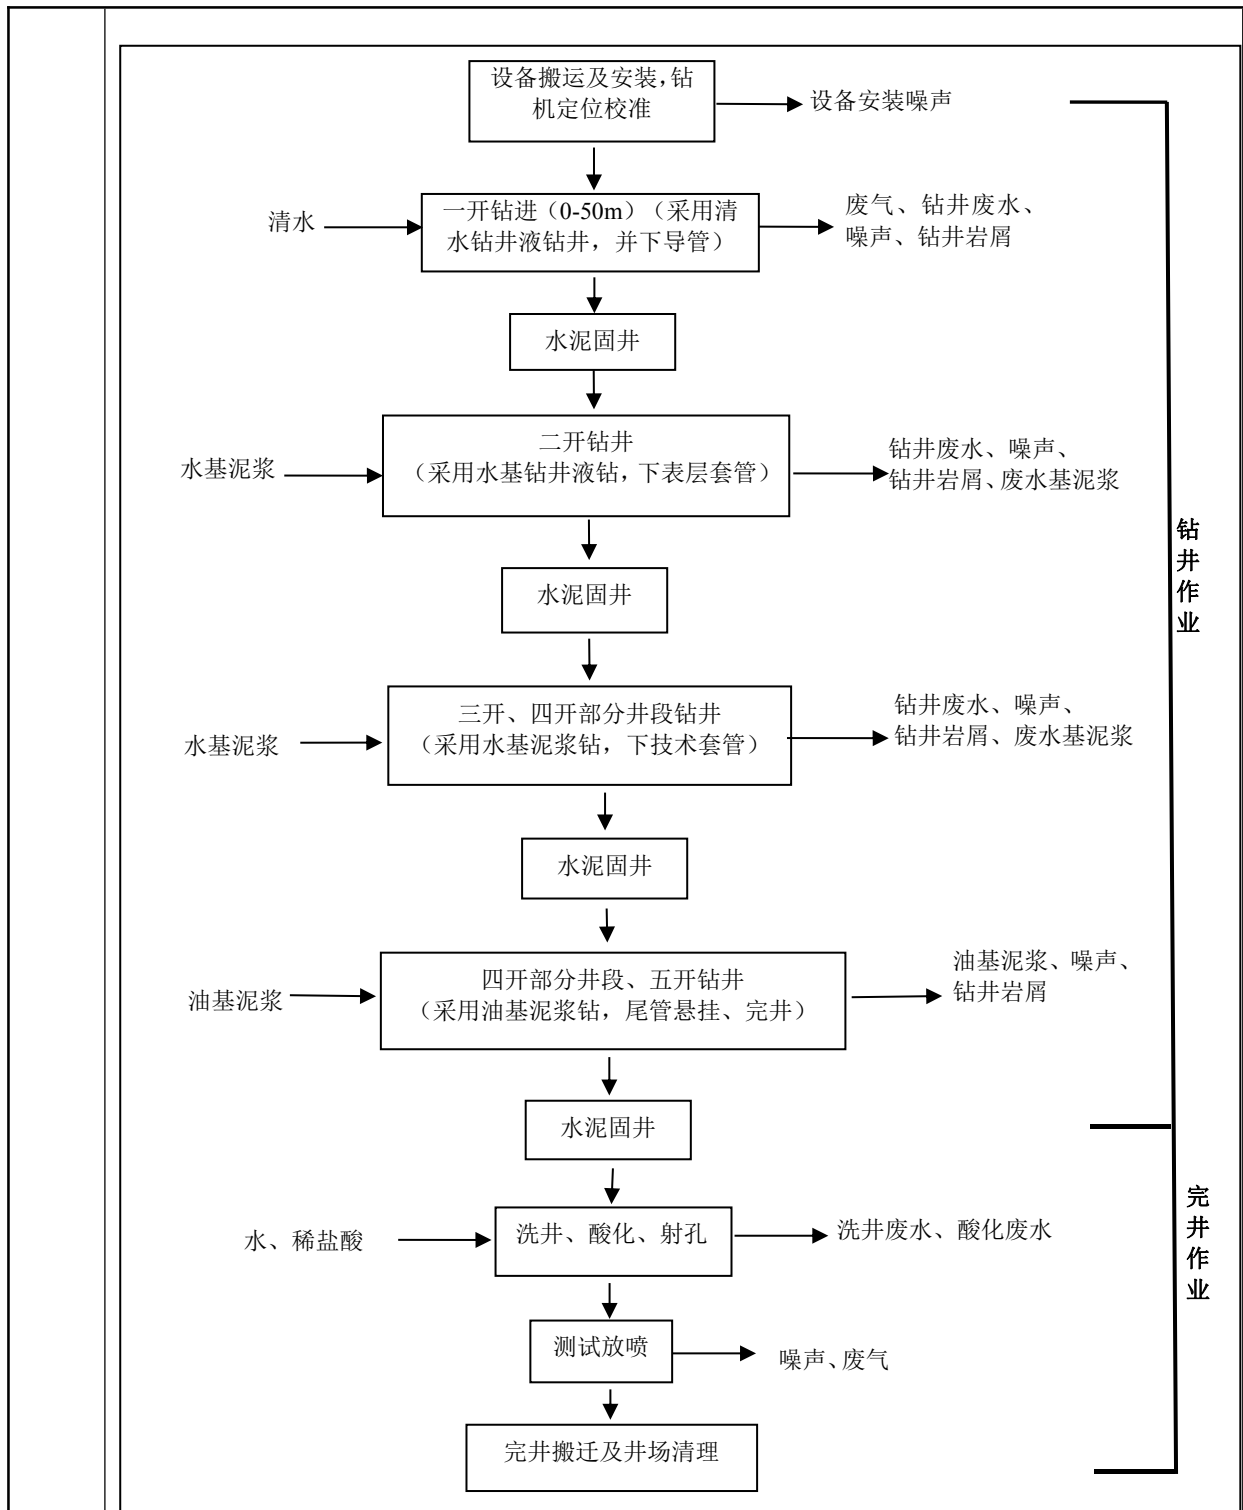 设备搬运及安装，钻
机定位校准
设备安装噪声
清水
一开钻进（0-50m）（采用清
水钻井液钻井，并下导管）
废气、钻井废水、
噪声、钻井岩屑
水泥固井
水基泥浆
二开钻井
（采用水基钻井液钻，下表层套管）
钻井废水、噪声、
钻井岩屑、废水基泥浆
水泥固井
水基泥浆
三开、四开部分井段钻井
（采用水基泥浆钻，下技术套管）
钻井废水、噪声、
钻井岩屑、废水基泥浆
水泥固井
油基泥浆
四开部分井段、五开钻井
（采用油基泥浆钻，尾管悬挂、完井）
油基泥浆、噪声、
钻井岩屑
水泥固井
水、稀盐酸
洗井、酸化、射孔
洗井废水、酸化废水
测试放喷
噪声、废气
完井搬迁及井场清理
钻井作业
完井作业